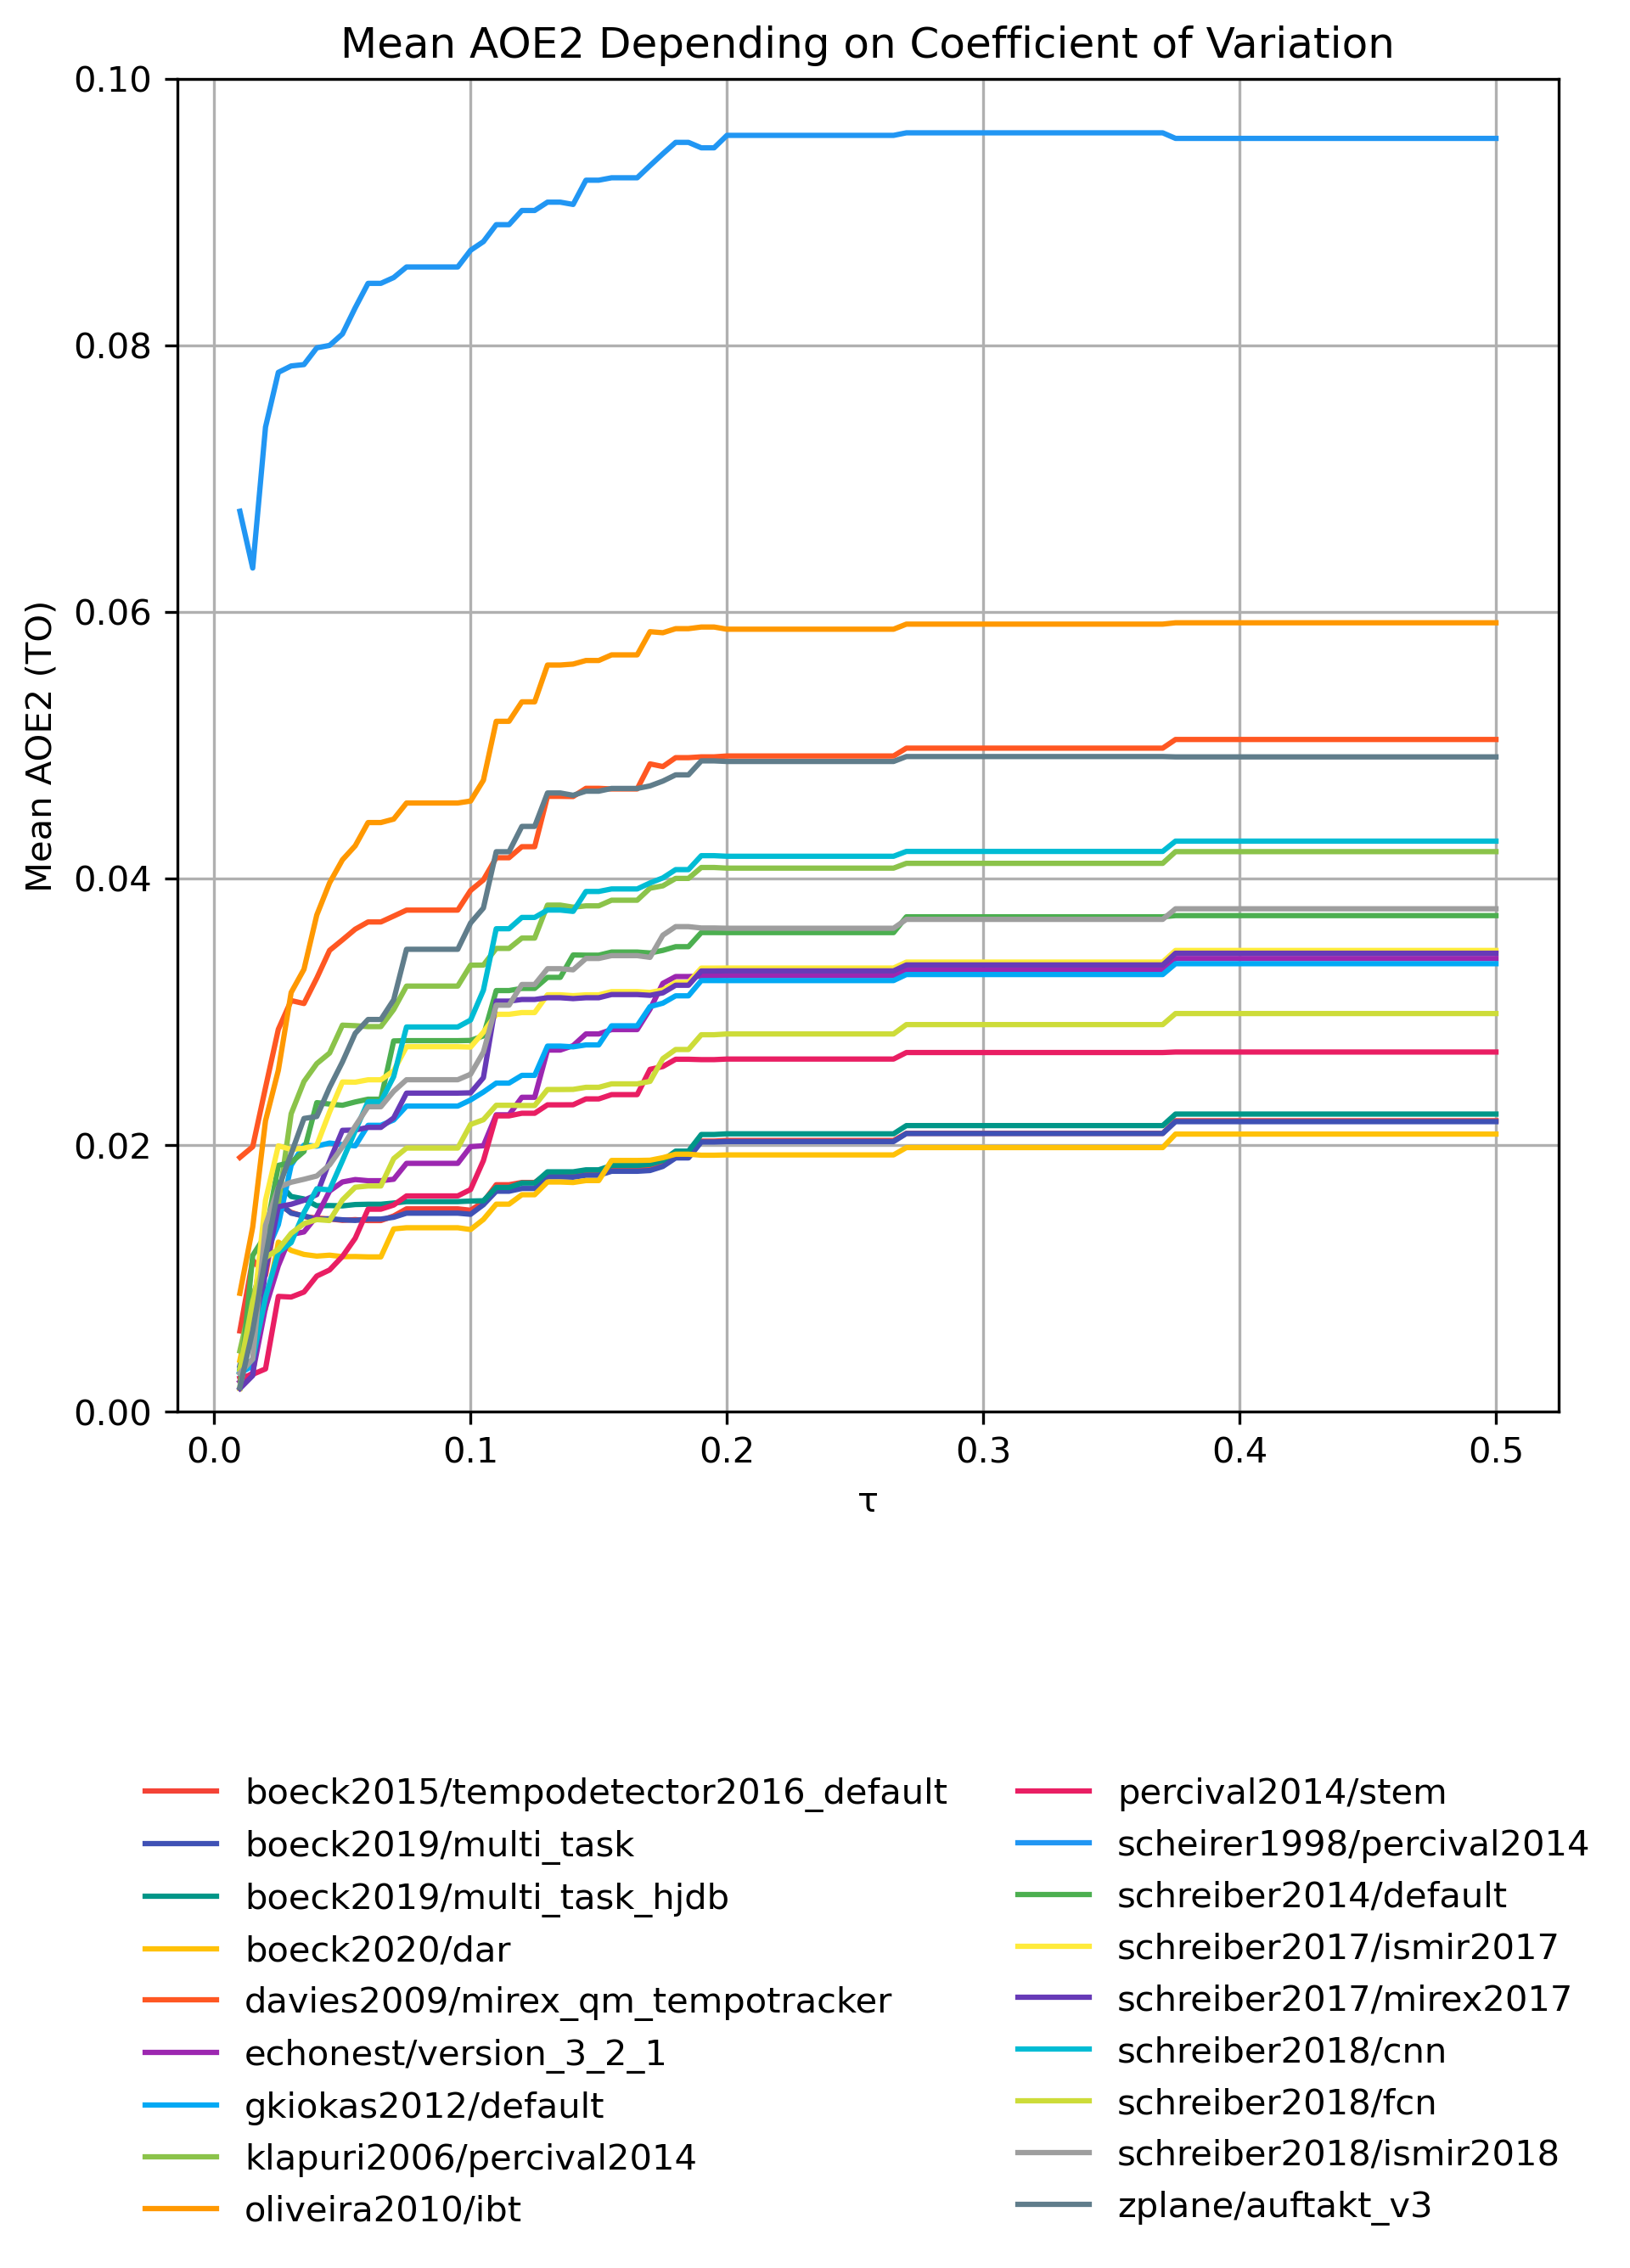 Mean AOE2 Depending on Coefficient of Variation
0.10
0.08
0.06
0.04
0.02
0.00
Mean AOE2 (TO)
0.0 0.1 0.2 0.3 0.4 0.5
τ
boeck2015/tempodetector2016_default
boeck2019/multi_task
boeck2019/multi_task_hjdb
boeck2020/dar
davies2009/mirex_qm_tempotracker
echonest/version_3_2_1
gkiokas2012/default
klapuri2006/percival2014
oliveira2010/ibt
percival2014/stem
scheirer1998/percival2014
schreiber2014/default
schreiber2017/ismir2017
schreiber2017/mirex2017
schreiber2018/cnn
schreiber2018/fcn
schreiber2018/ismir2018
zplane/auftakt_v3